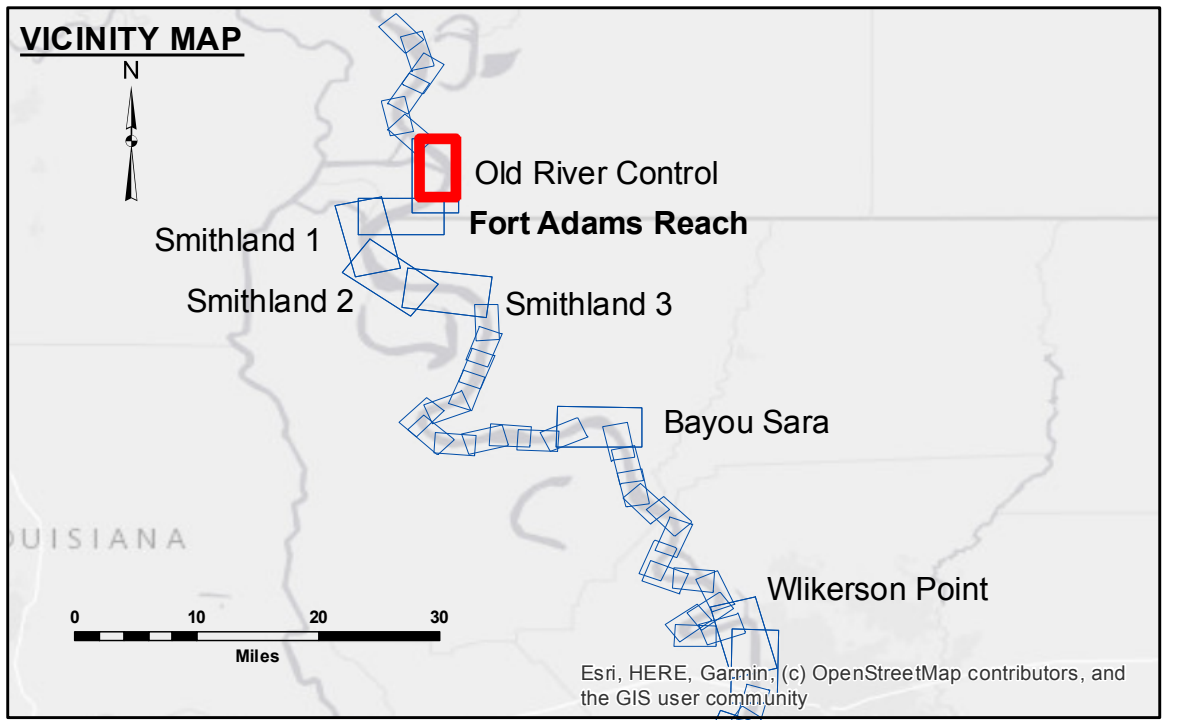 VICINITY MAP
N
Old River Control
Fort Adams Reach
Smithland 1
Smithland 2
Smithland 3
Bayou Sara
OUISIANA
Wlikerson Point
0 10 20 30
Miles
Esri, HERE, Garmin, (c) OpenStreetMap contributors, and
the GIS user community